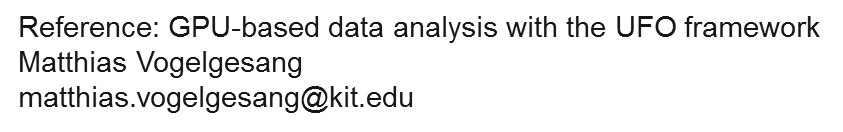 Reference: GPU-based data analysis with the UFO framework
Matthias Vogelgesang
matthias.vogelgesang@kit.edu